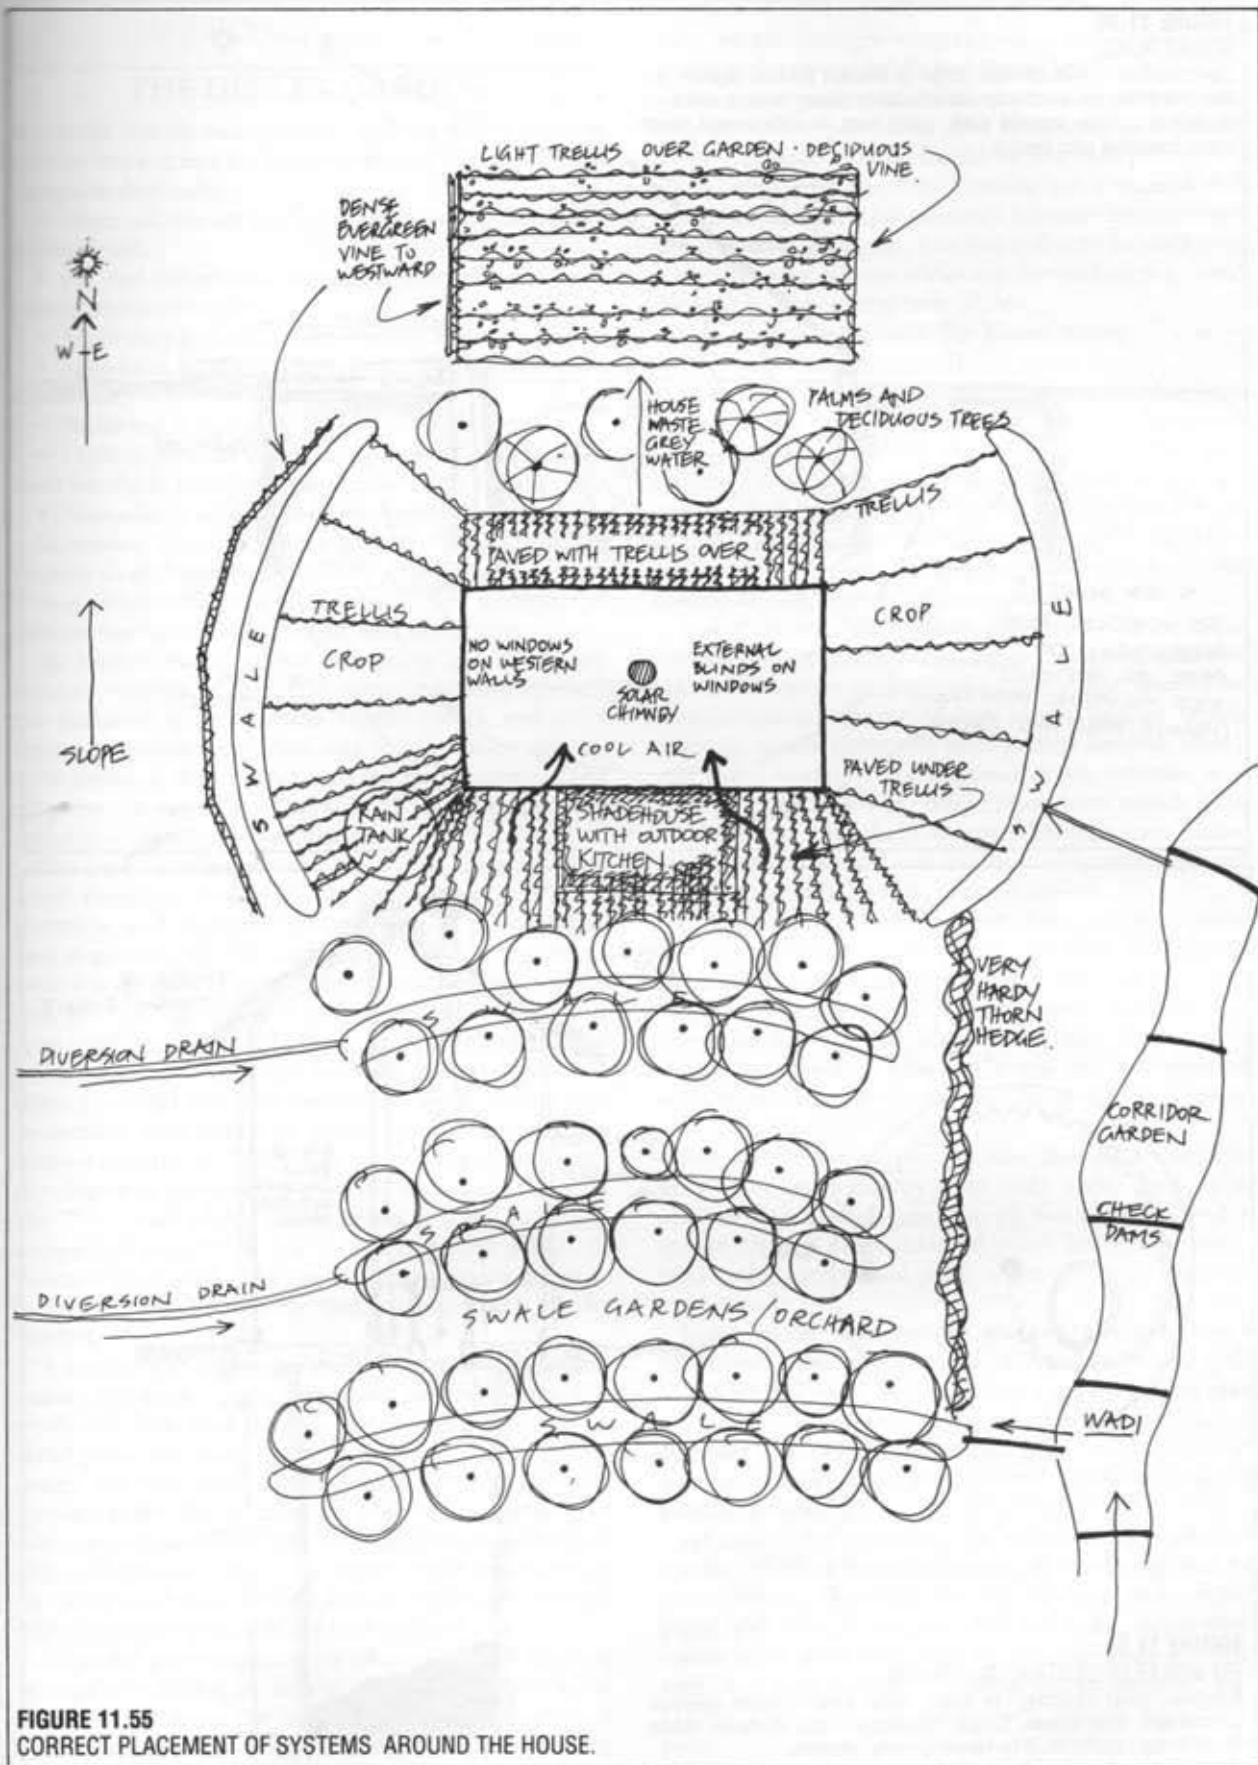 LIGHT TRELLIS OVER GARDEN · DECIDUOUS
VINE.
DENSE
EVERGREEN
VINE TO
WESTWARD
N
W E
HOUSE
WASTE
GREY
WATER
PALMS AND
DECIDUOUS TREES
TRELLIS
PAVED WITH TRELLIS OVER
SLOPE
SWALE
TRELLIS
CROP
NO WINDOWS
ON WESTERN
WALLS
SOLAR
CHIMNEY
EXTERNAL
BLINDS ON
WINDOWS
CROP
SWALE
COOL AIR
PAVED UNDER
TRELLIS
RAIN
TANK
SHADEHOUSE
WITH OUTDOOR
KITCHEN
VERY
HARDY
THORN
HEDGE.
SWALE
DIVERSION DRAIN
CORRIDOR
GARDEN
SWALE
CHECK
DAMS
DIVERSION DRAIN
SWALE GARDENS/ORCHARD
SWALE
WADI
FIGURE 11.55
CORRECT PLACEMENT OF SYSTEMS AROUND THE HOUSE.